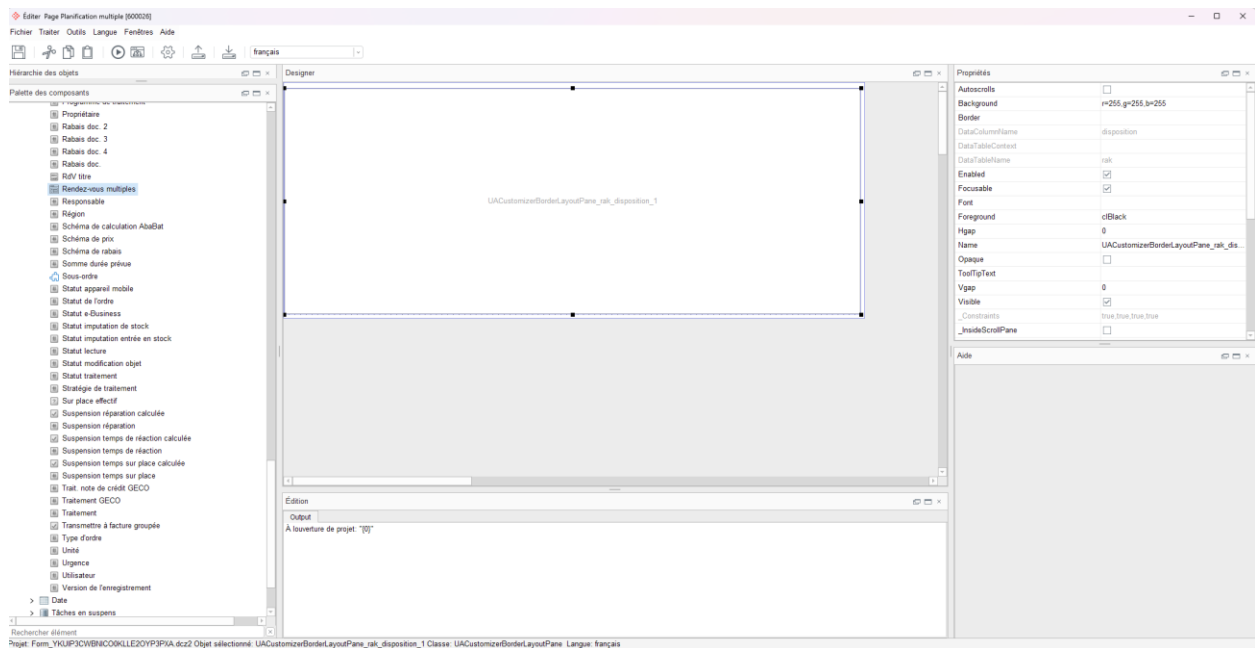 Éditer Page Planification multiple [600026]
Fichier Traiter Outils Langue Fenêtres Aide
français
Hiérarchie des objets
Palette des composants
Programme de traitement
Propriétaire
Rabais doc. 2
Rabais doc. 3
Rabais doc. 4
Rabais doc.
RdV titre
Rendez-vous multiples
Responsable
Région
Schéma de calculation AbaBat
Schéma de prix
Schéma de rabais
Somme durée prévue
Sous-ordre
Statut appareil mobile
Statut de l'ordre
Statut e-Business
Statut imputation de stock
Statut imputation entrée en stock
Statut lecture
Statut modification objet
Statut traitement
Stratégie de traitement
Sur place effectif
Suspension réparation calculée
Suspension réparation
Suspension temps de réaction calculée
Suspension temps de réaction
Suspension temps sur place calculée
Suspension temps sur place
Trait. note de crédit GECO
Traitement GECO
Traitement
Transmettre à facture groupée
Type d'ordre
Unité
Urgence
Utilisateur
Version de l'enregistrement
Date
Tâches en suspens
Rechercher élément
Designer
UACustomizerBorderLayoutPane_rak_disposition_1
Édition
Output
À louverture de projet: "{0}"
Propriétés
Autoscrolls
Background r=255,g=255,b=255
Border
DataColumnName disposition
DataTableContext
DataTableName rak
Enabled
Focusable
Font
Foreground clBlack
Hgap 0
Name UACustomizerBorderLayoutPane_rak_dis...
Opaque
ToolTipText
Vgap 0
Visible
_Constraints true,true,true,true
_InsideScrollPane
Aide
Projet: Form_YKUIP3CWBNICO0KLLE2OYP3PXA.dcz2 Objet sélectionné: UACustomizerBorderLayoutPane_rak_disposition_1 Classe: UACustomizerBorderLayoutPane Langue: français